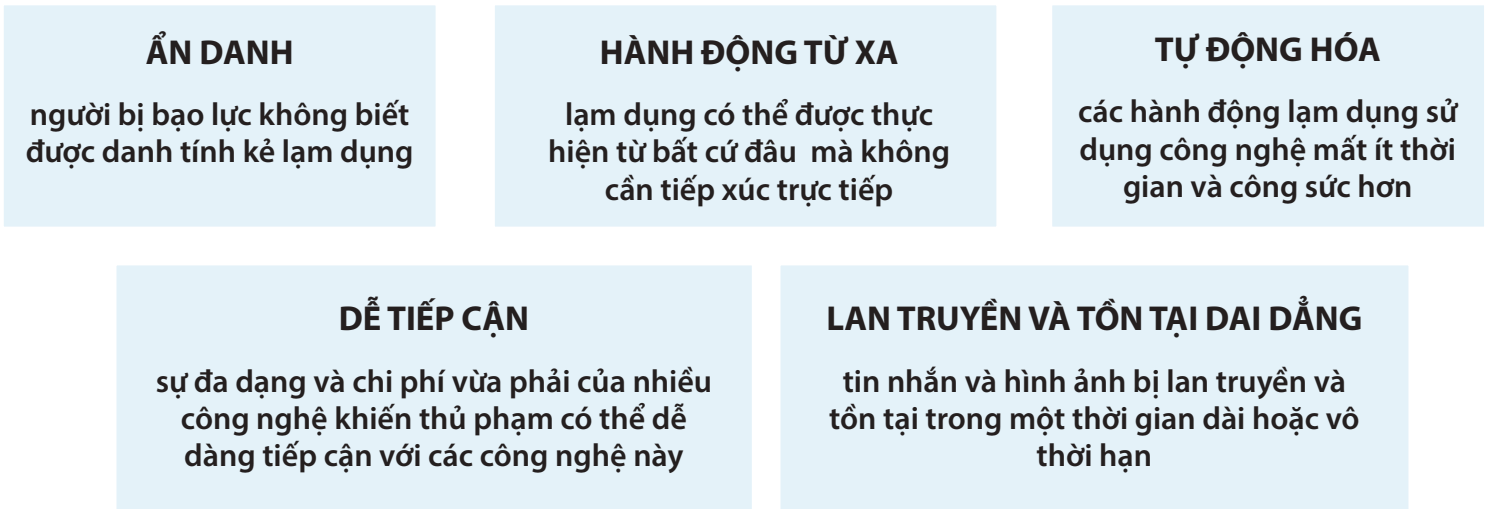 ẨN DANH
người bị bạo lực không biết
được danh tính kẻ lạm dụng
HÀNH ĐỘNG TỪ XA
lạm dụng có thể được thực
hiện từ bất cứ đâu mà không
cần tiếp xúc trực tiếp
TỰ ĐỘNG HÓA
các hành động lạm dụng sử
dụng công nghệ mất ít thời
gian và công sức hơn
DỄ TIẾP CẬN
sự đa dạng và chi phí vừa phải của nhiều
công nghệ khiến thủ phạm có thể dễ
dàng tiếp cận với các công nghệ này
LAN TRUYỀN VÀ TỒN TẠI DAI DẲNG
tin nhắn và hình ảnh bị lan truyền và
tồn tại trong một thời gian dài hoặc vô
thời hạn